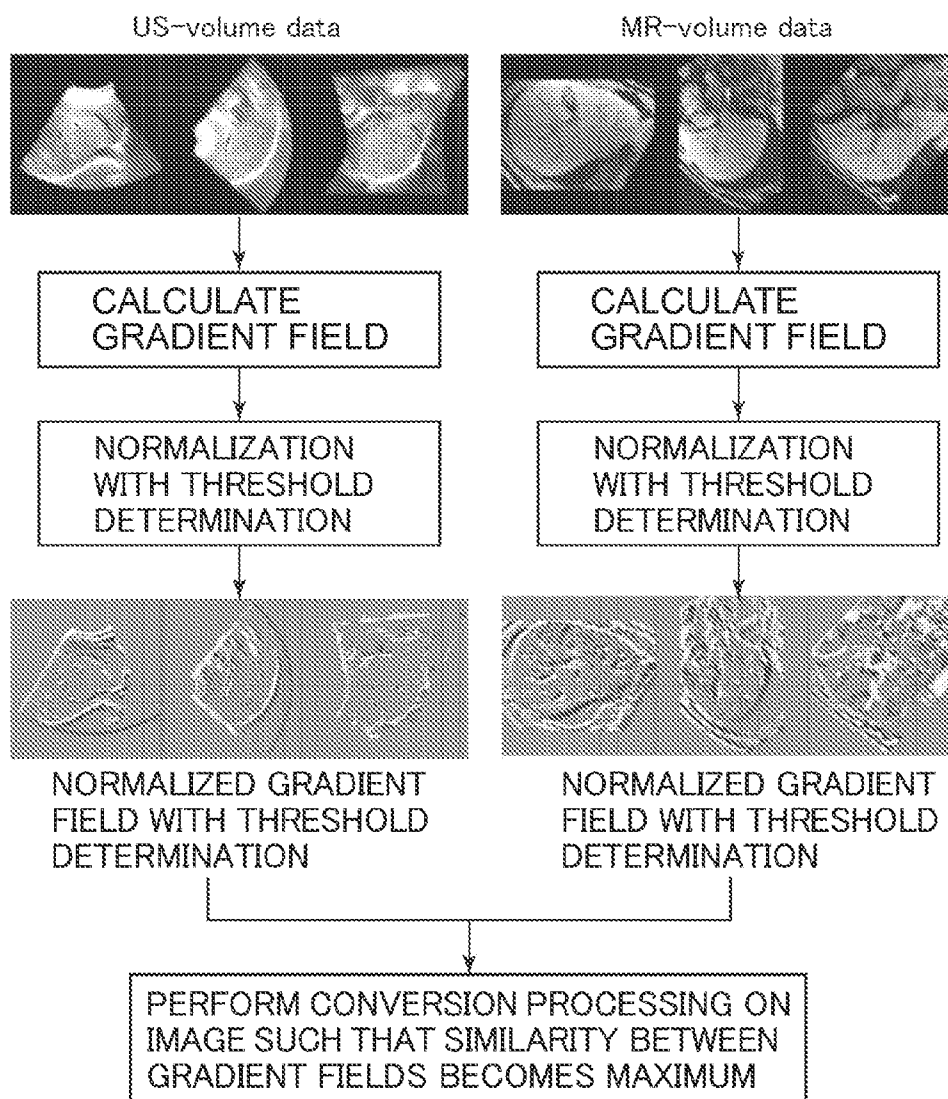 US-volume data
MR-volume data
CALCULATE
GRADIENT FIELD
CALCULATE
GRADIENT FIELD
NORMALIZATION
WITH THRESHOLD
DETERMINATION
NORMALIZATION
WITH THRESHOLD
DETERMINATION
NORMALIZED GRADIENT
FIELD WITH THRESHOLD
DETERMINATION
NORMALIZED GRADIENT
FIELD WITH THRESHOLD
DETERMINATION
PERFORM CONVERSION PROCESSING ON
IMAGE SUCH THAT SIMILARITY BETWEEN
GRADIENT FIELDS BECOMES MAXIMUM